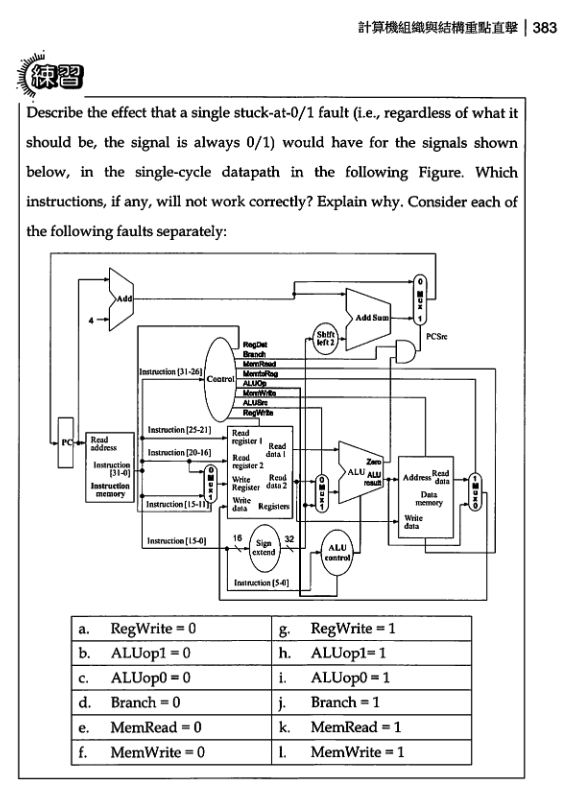 計算機組織與結構重點直擊 | 383
練習
Describe the effect that a single stuck-at-0/1 fault (i.e., regardless of what it
should be, the signal is always 0/1) would have for the signals shown
below, in the single-cycle datapath in the following Figure. Which
instructions, if any, will not work correctly? Explain why. Consider each of
the following faults separately:
Add
4
Add Sum
0
Mux
1
PCSrc
Shift
left 2
RegDst
Branch
MemRead
MemtoReg
ALUOp
MemWrite
ALUSrc
RegWrite
Instruction [31-26]
Control
PC
Read
address
Instruction
[31-0]
Instruction
memory
Instruction [25-21]
Instruction [20-16]
Instruction [15-11]
0
Mux
1
Read
register 1
Read
register 2
Write
Register
Write
data
Read
data 1
Read
data 2
Registers
0
Mux
1
ALU
Zero
ALU
result
Address
Read
data
Data
memory
Write
data
1
Mux
0
Instruction [15-0]
16
Sign
extend
32
ALU
control
Instruction [5-0]
a. RegWrite = 0 g. RegWrite = 1
b. ALUop1 = 0 h. ALUop1= 1
c. ALUop0 = 0 i. ALUop0 = 1
d. Branch = 0 j. Branch = 1
e. MemRead = 0 k. MemRead = 1
f. MemWrite = 0 l. MemWrite = 1